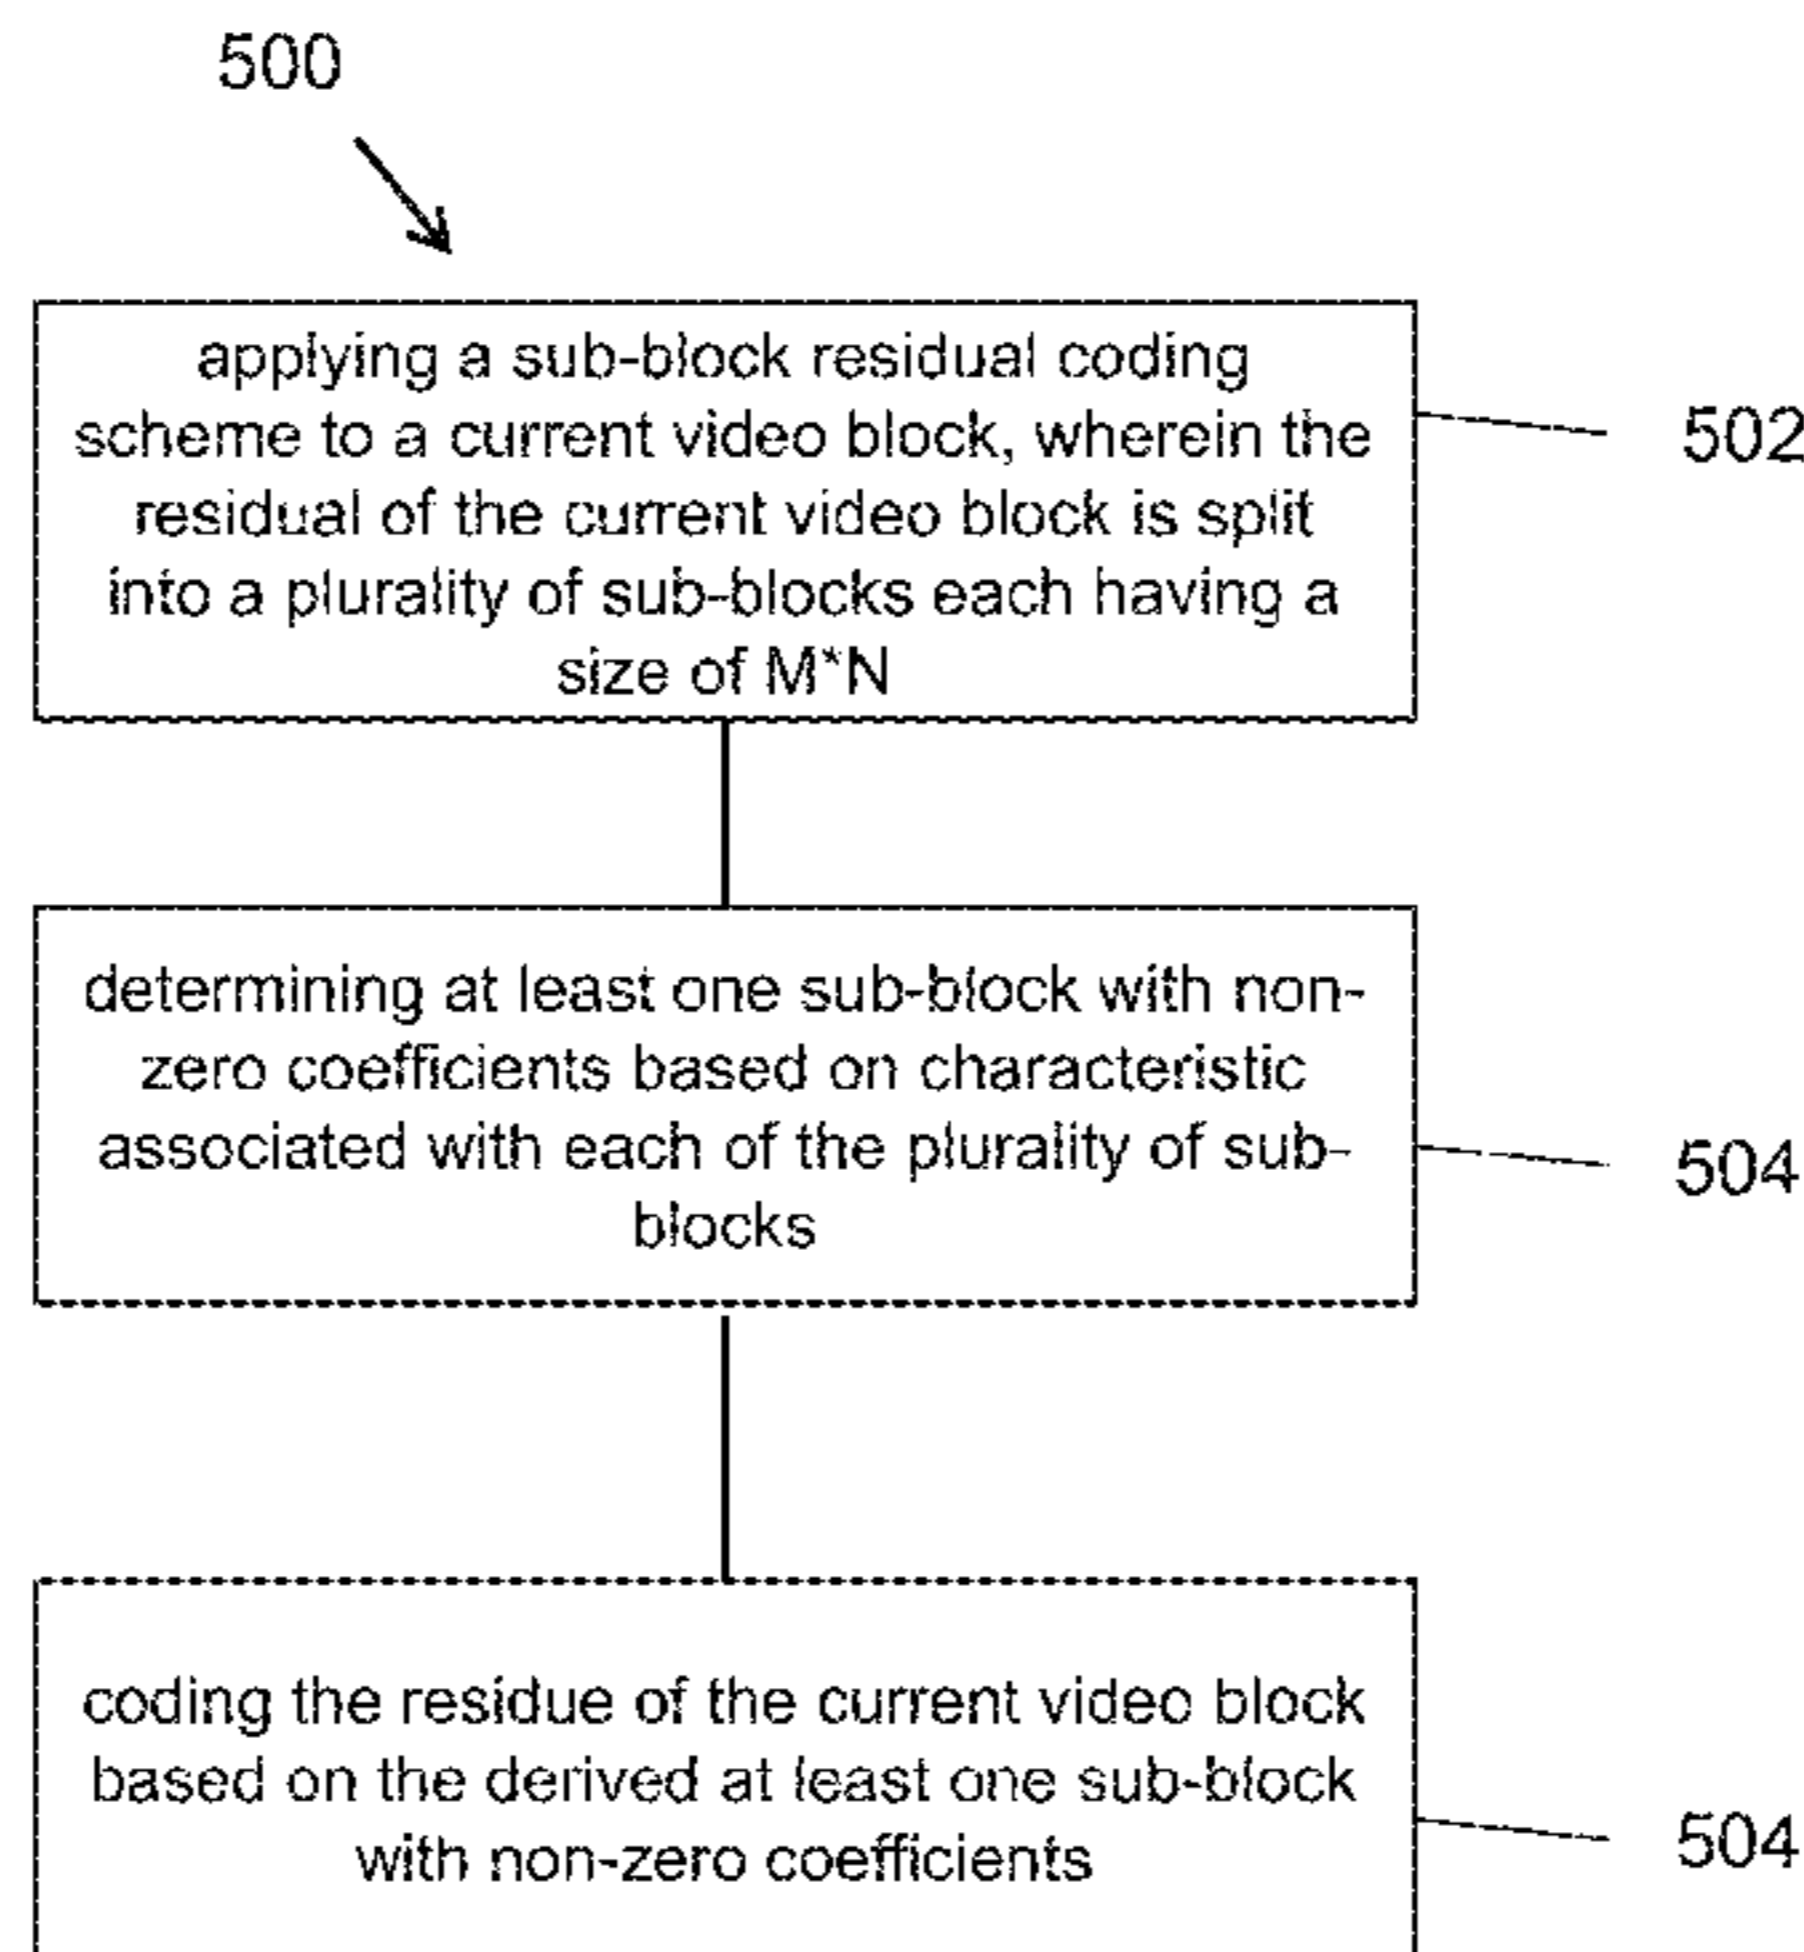 500
applying a sub-block residual coding
scheme to a current video block, wherein the
residual of the current video block is split
into a plurality of sub-blocks each having a
size of M*N
502
determining at least one sub-block with non-
zero coefficients based on characteristic
associated with each of the plurality of sub-
blocks
504
coding the residue of the current video block
based on the derived at least one sub-block
with non-zero coefficients
504